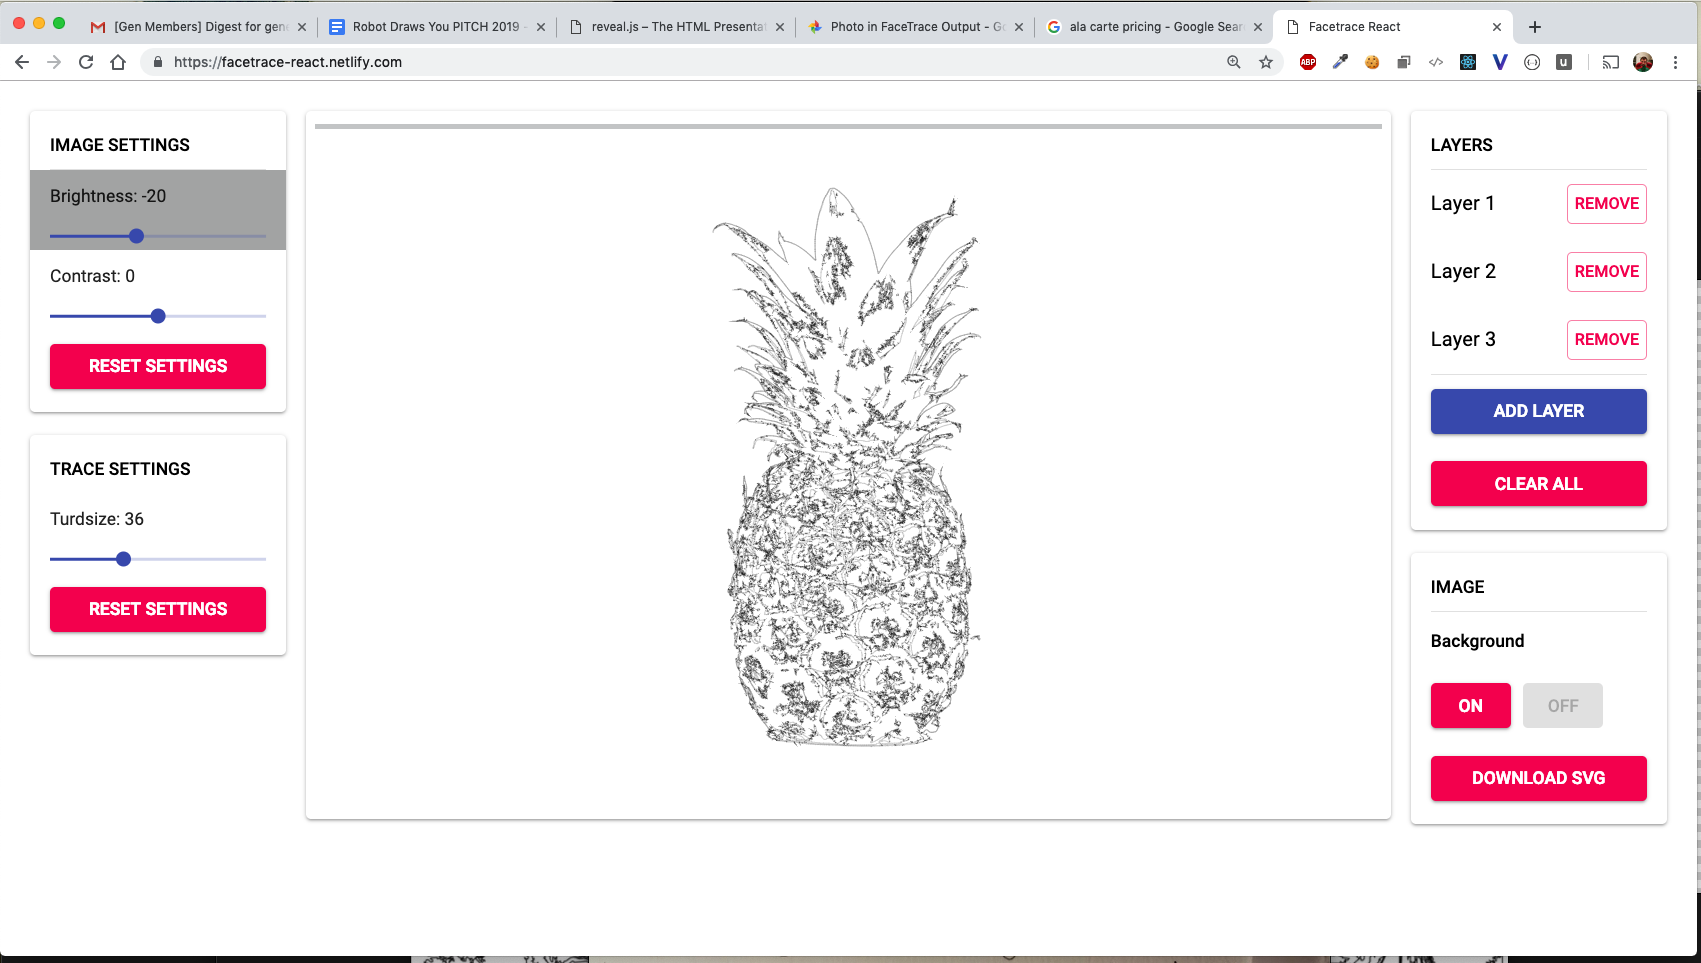 [Gen Members] Digest for gen
Robot Draws You PITCH 2019 -
reveal.js – The HTML Presenta
Photo in FaceTrace Output - G
ala carte pricing - Google Sear
Facetrace React
https://facetrace-react.netlify.com
ABP
u
IMAGE SETTINGS
Brightness: -20
Contrast: 0
RESET SETTINGS
TRACE SETTINGS
Turdsize: 36
RESET SETTINGS
LAYERS
Layer 1 REMOVE
Layer 2 REMOVE
Layer 3 REMOVE
ADD LAYER
CLEAR ALL
IMAGE
Background
ON OFF
DOWNLOAD SVG